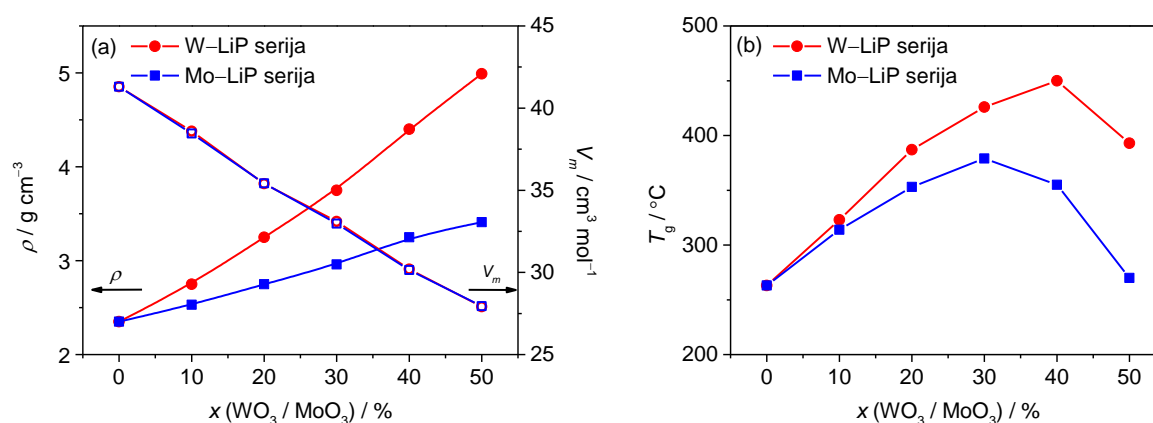 (a)
W–LiP serija
Mo–LiP serija
5
4
3
2
ρ / g cm⁻³
45
40
35
30
25
Vₘ / cm³ mol⁻¹
ρ
Vₘ
0 10 20 30 40 50
x (WO₃ / MoO₃) / %
(b)
W–LiP serija
Mo–LiP serija
500
400
300
200
T_g / °C
0 10 20 30 40 50
x (WO₃ / MoO₃) / %